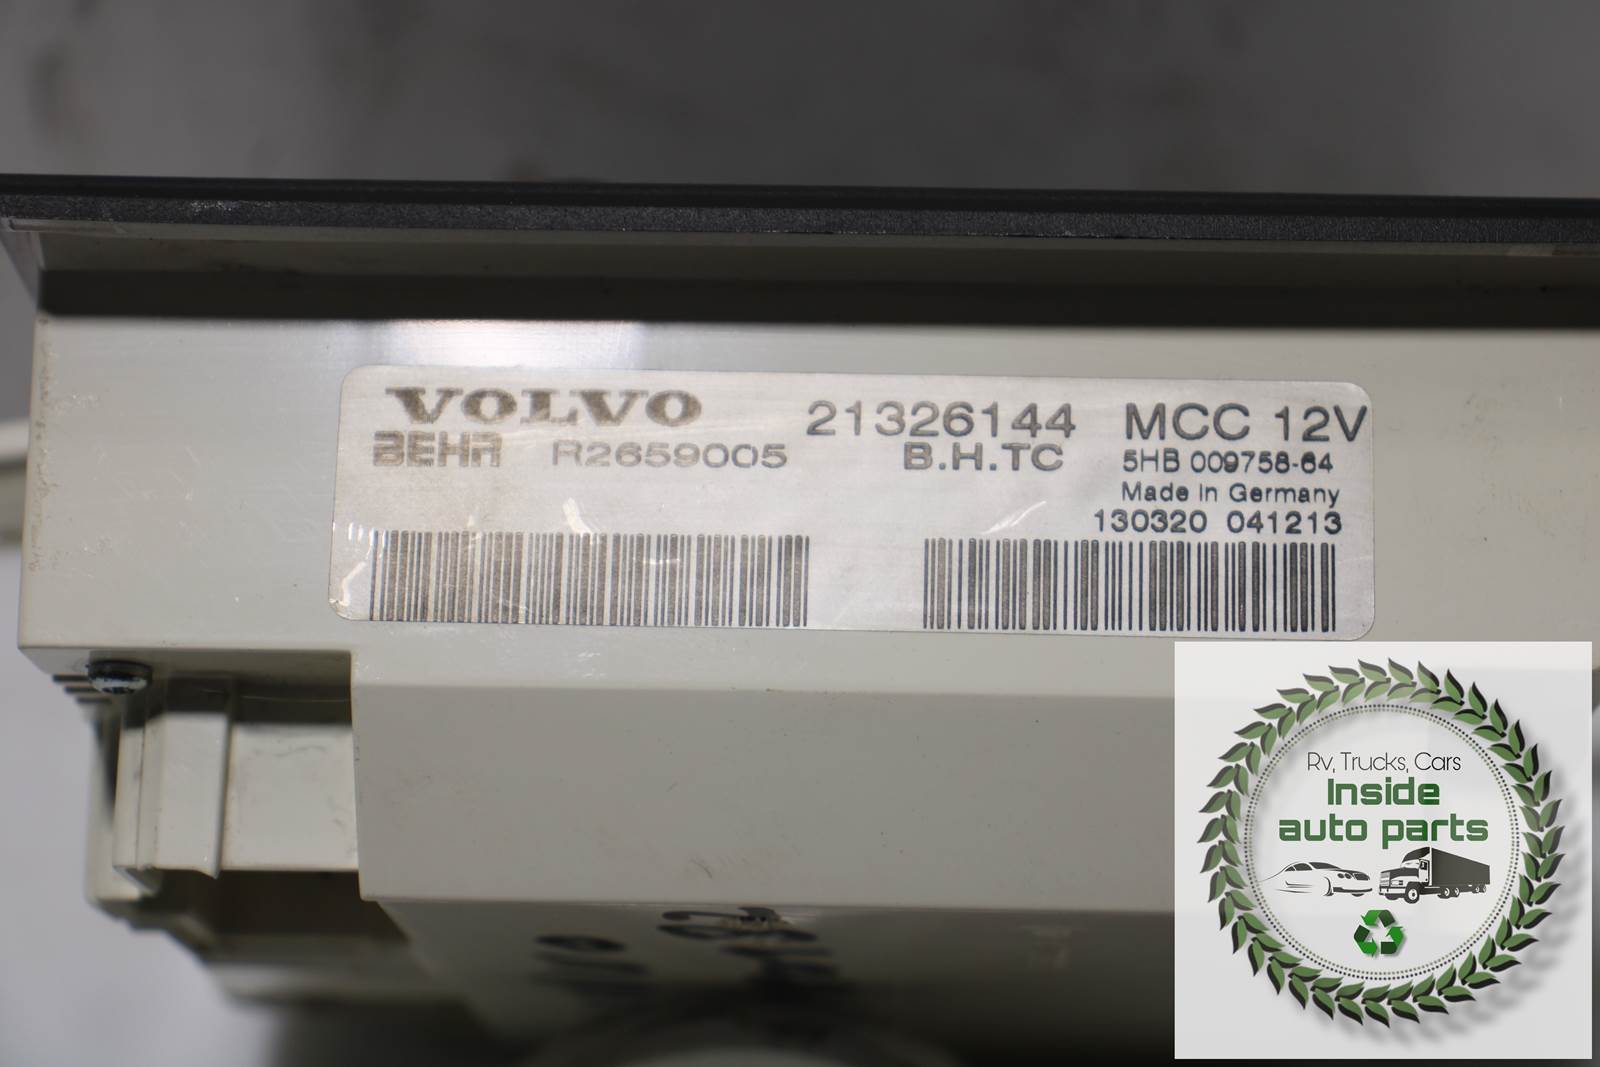 VOLVO 21326144 MCC 12V
BEHR R2659005 B.H.TC 5HB 009758-64
Made in Germany
130320 041213
Rv, Trucks, Cars
Inside
auto parts